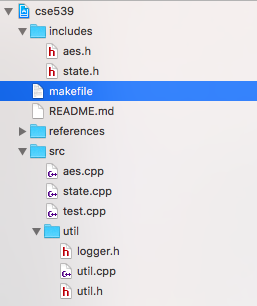 cse539
includes
aes.h
state.h
makefile
README.md
references
src
aes.cpp
state.cpp
test.cpp
util
logger.h
util.cpp
util.h